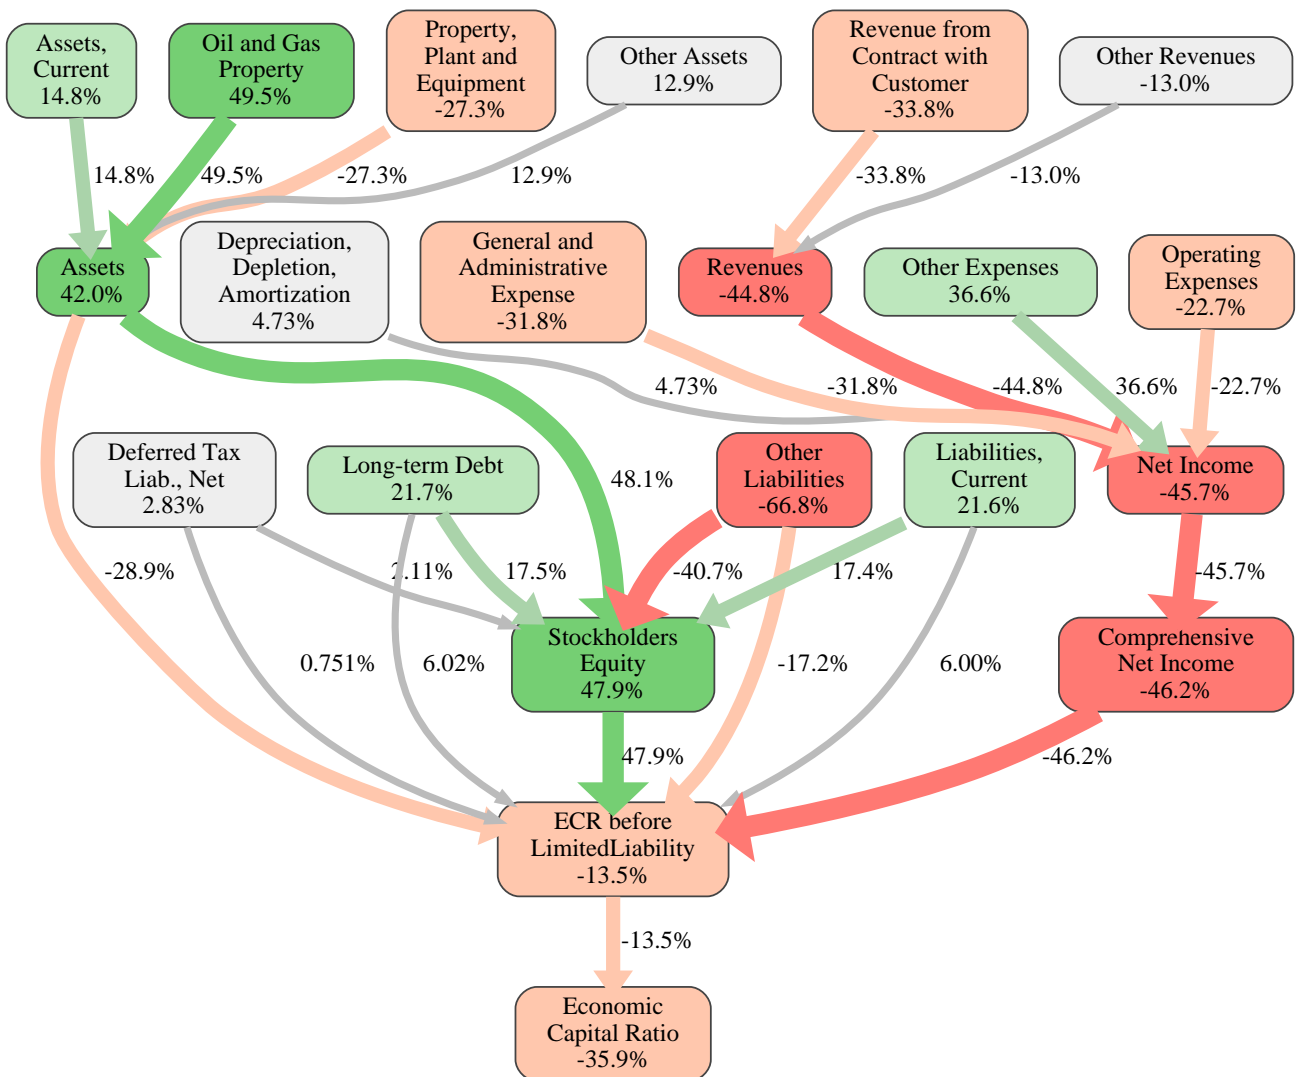 Assets,
Current
14.8%
Oil and Gas
Property
49.5%
Property,
Plant and
Equipment
-27.3%
Other Assets
12.9%
Revenue from
Contract with
Customer
-33.8%
Other Revenues
-13.0%
14.8%
49.5%
-27.3%
12.9%
-33.8%
-13.0%
Assets
42.0%
Depreciation,
Depletion,
Amortization
4.73%
General and
Administrative
Expense
-31.8%
Revenues
-44.8%
Other Expenses
36.6%
Operating
Expenses
-22.7%
4.73%
-31.8%
-44.8%
36.6%
-22.7%
Deferred Tax
Liab., Net
2.83%
Long-term Debt
21.7%
48.1%
Other
Liabilities
-66.8%
Liabilities,
Current
21.6%
Net Income
-45.7%
-28.9%
2.11%
17.5%
-40.7%
17.4%
-45.7%
0.751%
6.02%
Stockholders
Equity
47.9%
-17.2%
6.00%
Comprehensive
Net Income
-46.2%
47.9%
-46.2%
ECR before
LimitedLiability
-13.5%
-13.5%
Economic
Capital Ratio
-35.9%